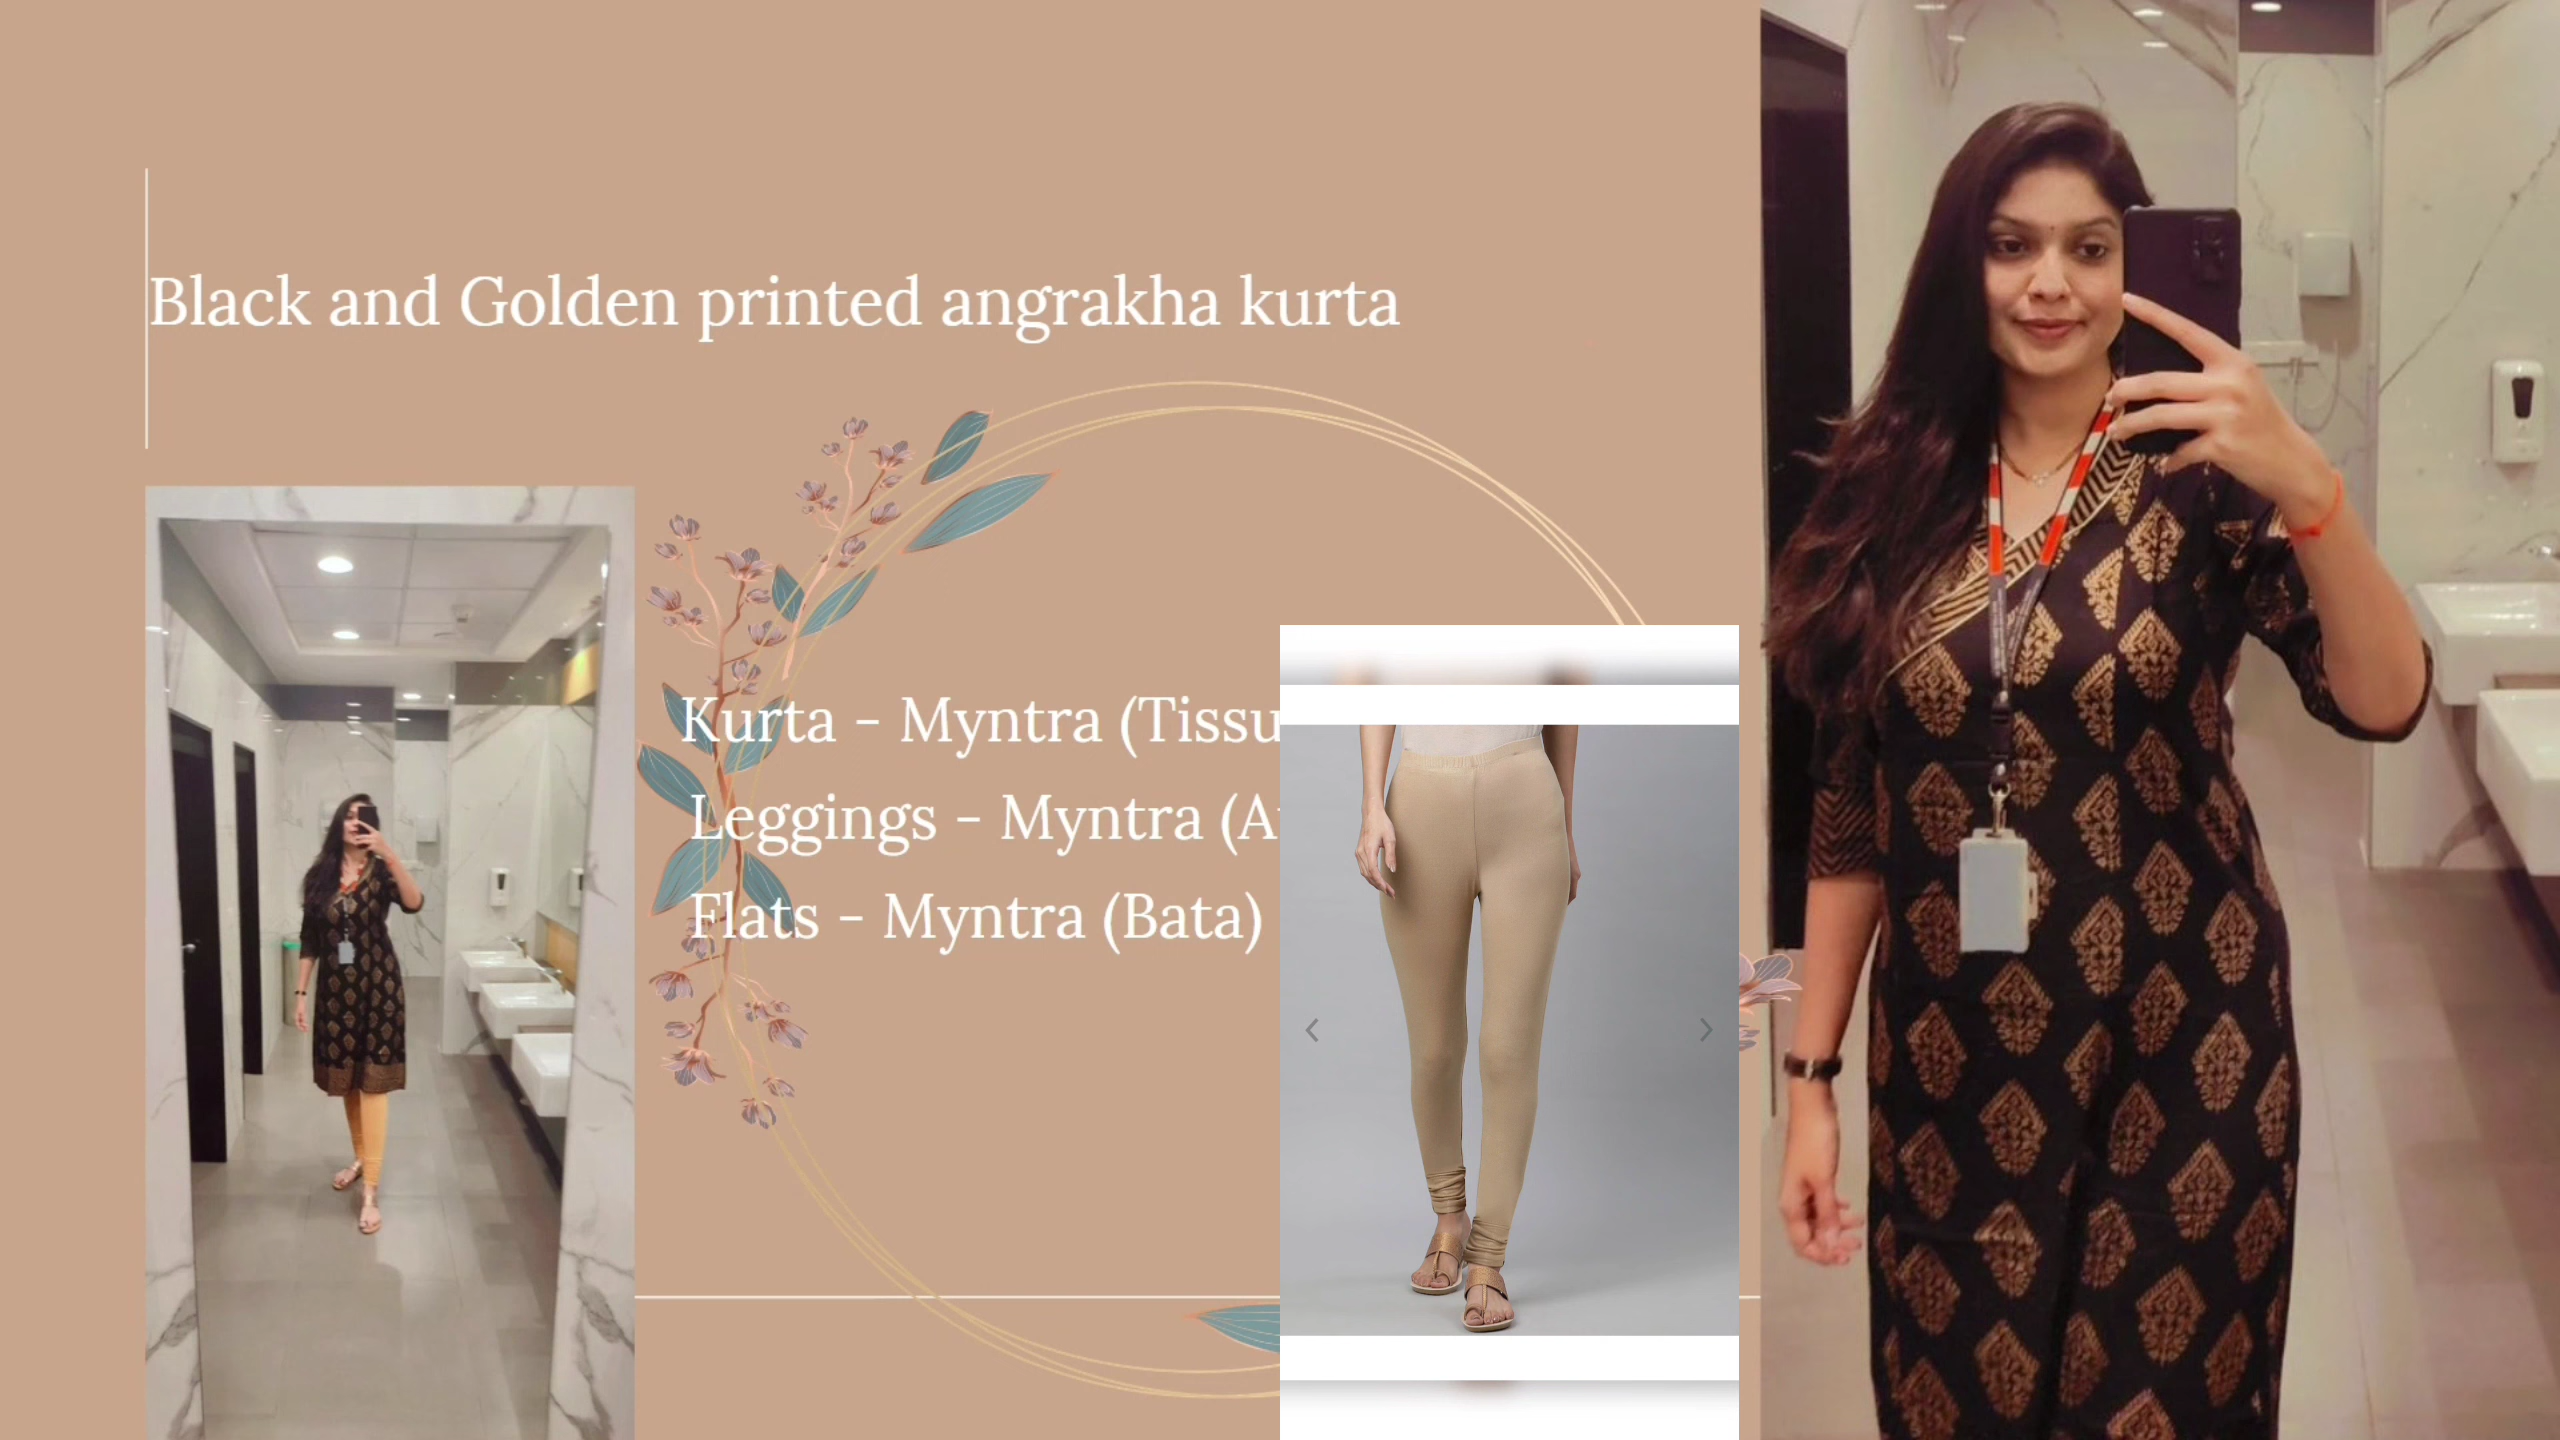 Black and Golden printed angrakha kurta
Kurta - Myntra (Tissu
Leggings - Myntra (A
Flats - Myntra (Bata)